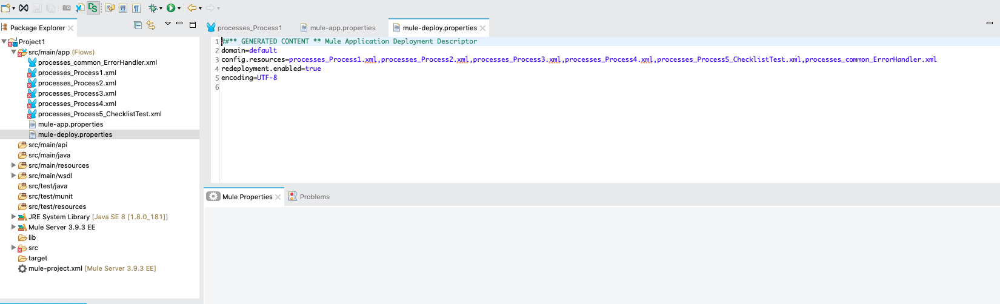 Package Explorer
Project1
src/main/app (Flows)
processes_common_ErrorHandler.xml
processes_Process1.xml
processes_Process2.xml
processes_Process3.xml
processes_Process4.xml
processes_Process5_ChecklistTest.xml
mule-app.properties
mule-deploy.properties
src/main/api
src/main/java
src/main/resources
src/main/wsdl
src/test/java
src/test/munit
src/test/resources
JRE System Library [Java SE 8 [1.8.0_181]]
Mule Server 3.9.3 EE
lib
src
target
mule-project.xml [Mule Server 3.9.3 EE]
processes_Process1 mule-app.properties mule-deploy.properties
1 ##** GENERATED CONTENT ** Mule Application Deployment Descriptor
2 domain=default
3 config.resources=processes_Process1.xml,processes_Process2.xml,processes_Process3.xml,processes_Process4.xml,processes_Process5_ChecklistTest.xml,processes_common_ErrorHandler.xml
4 redeployment.enabled=true
5 encoding=UTF-8
6
Mule Properties Problems